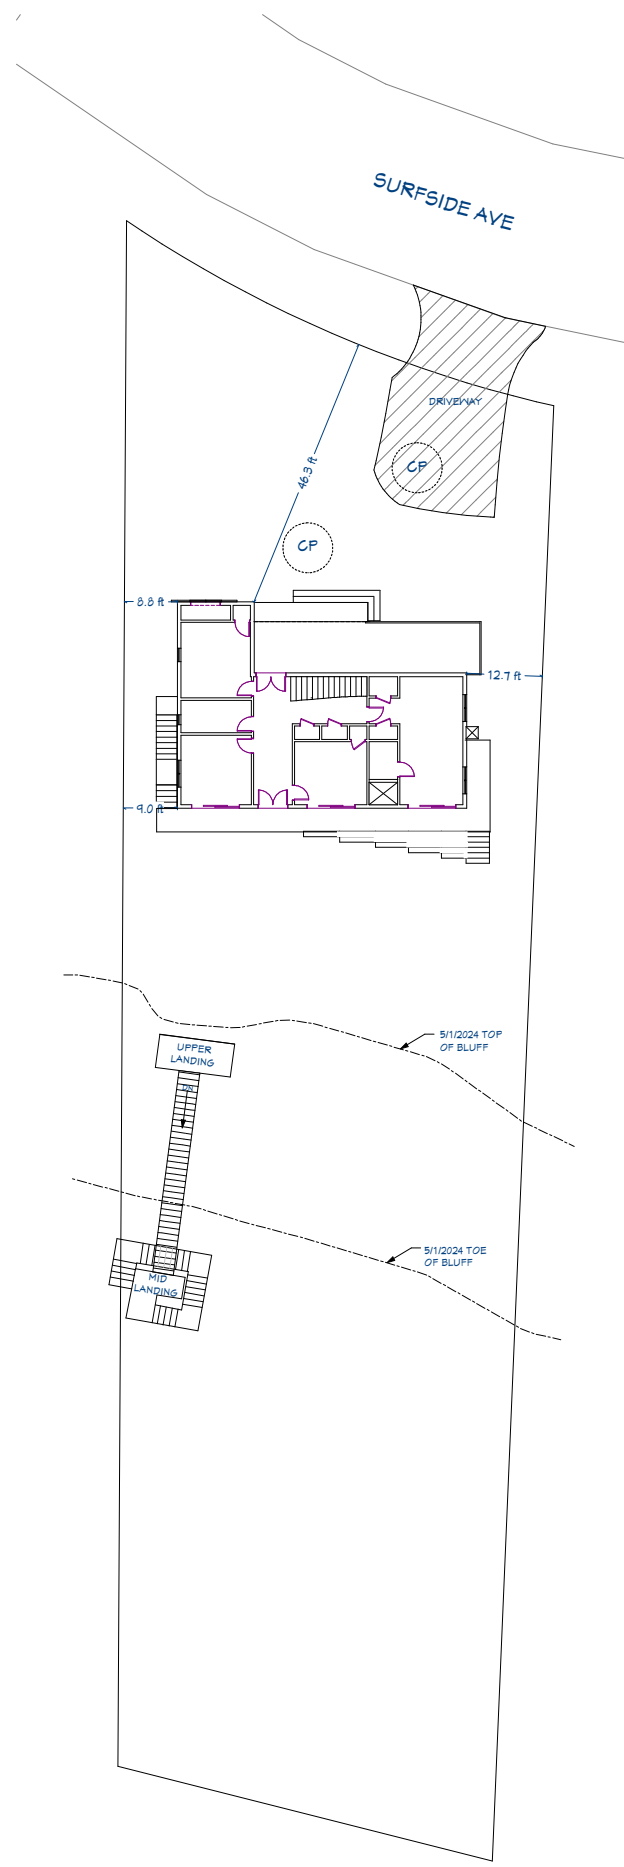 SURFSIDE AVE
DRIVEWAY
CP
46.3 ft
CP
8.8 ft
12.7 ft
9.0 ft
5/1/2024 TOP
OF BLUFF
UPPER
LANDING
DN
5/1/2024 TOE
OF BLUFF
MID
LANDING